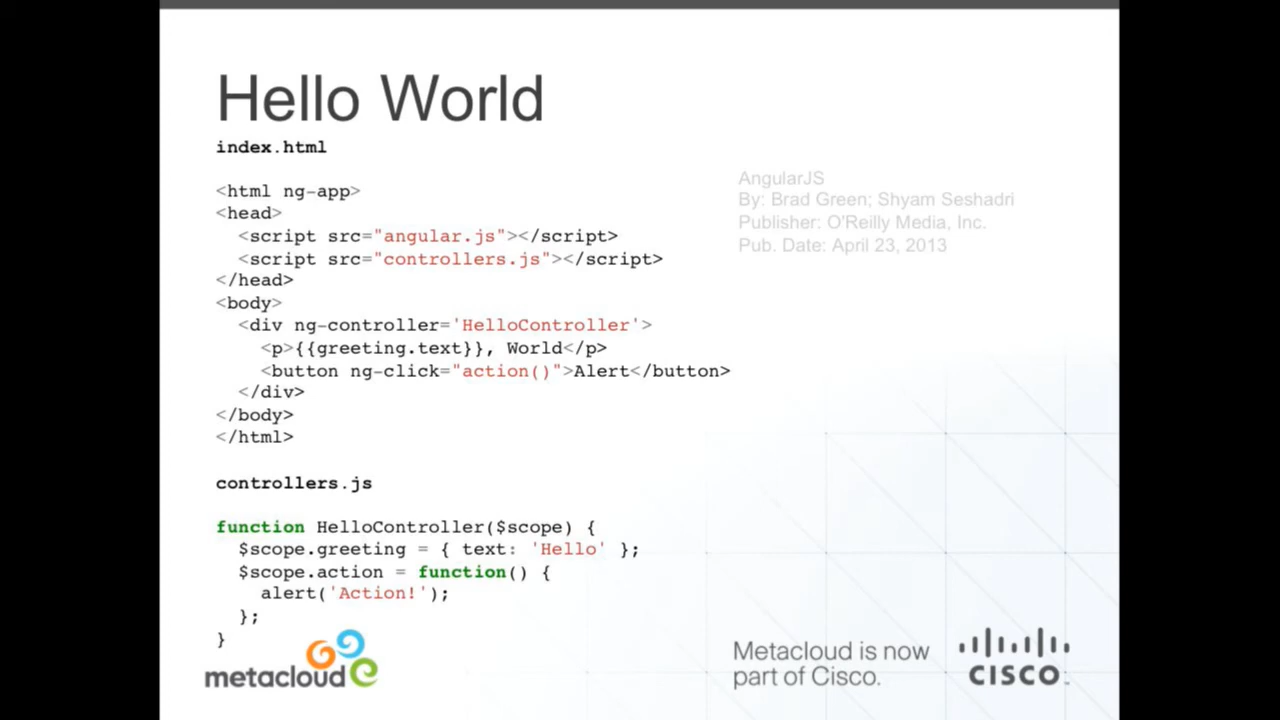 Hello World
index.html
<html ng-app>
<head>
  <script src="angular.js"></script>
  <script src="controllers.js"></script>
</head>
<body>
  <div ng-controller='HelloController'>
    <p>{{greeting.text}}, World</p>
    <button ng-click="action()">Alert</button>
  </div>
</body>
</html>
AngularJS
By: Brad Green; Shyam Seshadri
Publisher: O'Reilly Media, Inc.
Pub. Date: April 23, 2013
controllers.js
function HelloController($scope) {
  $scope.greeting = { text: 'Hello' };
  $scope.action = function() {
    alert('Action!');
  };
}
metacloud
Metacloud is now
part of Cisco.
CISCO